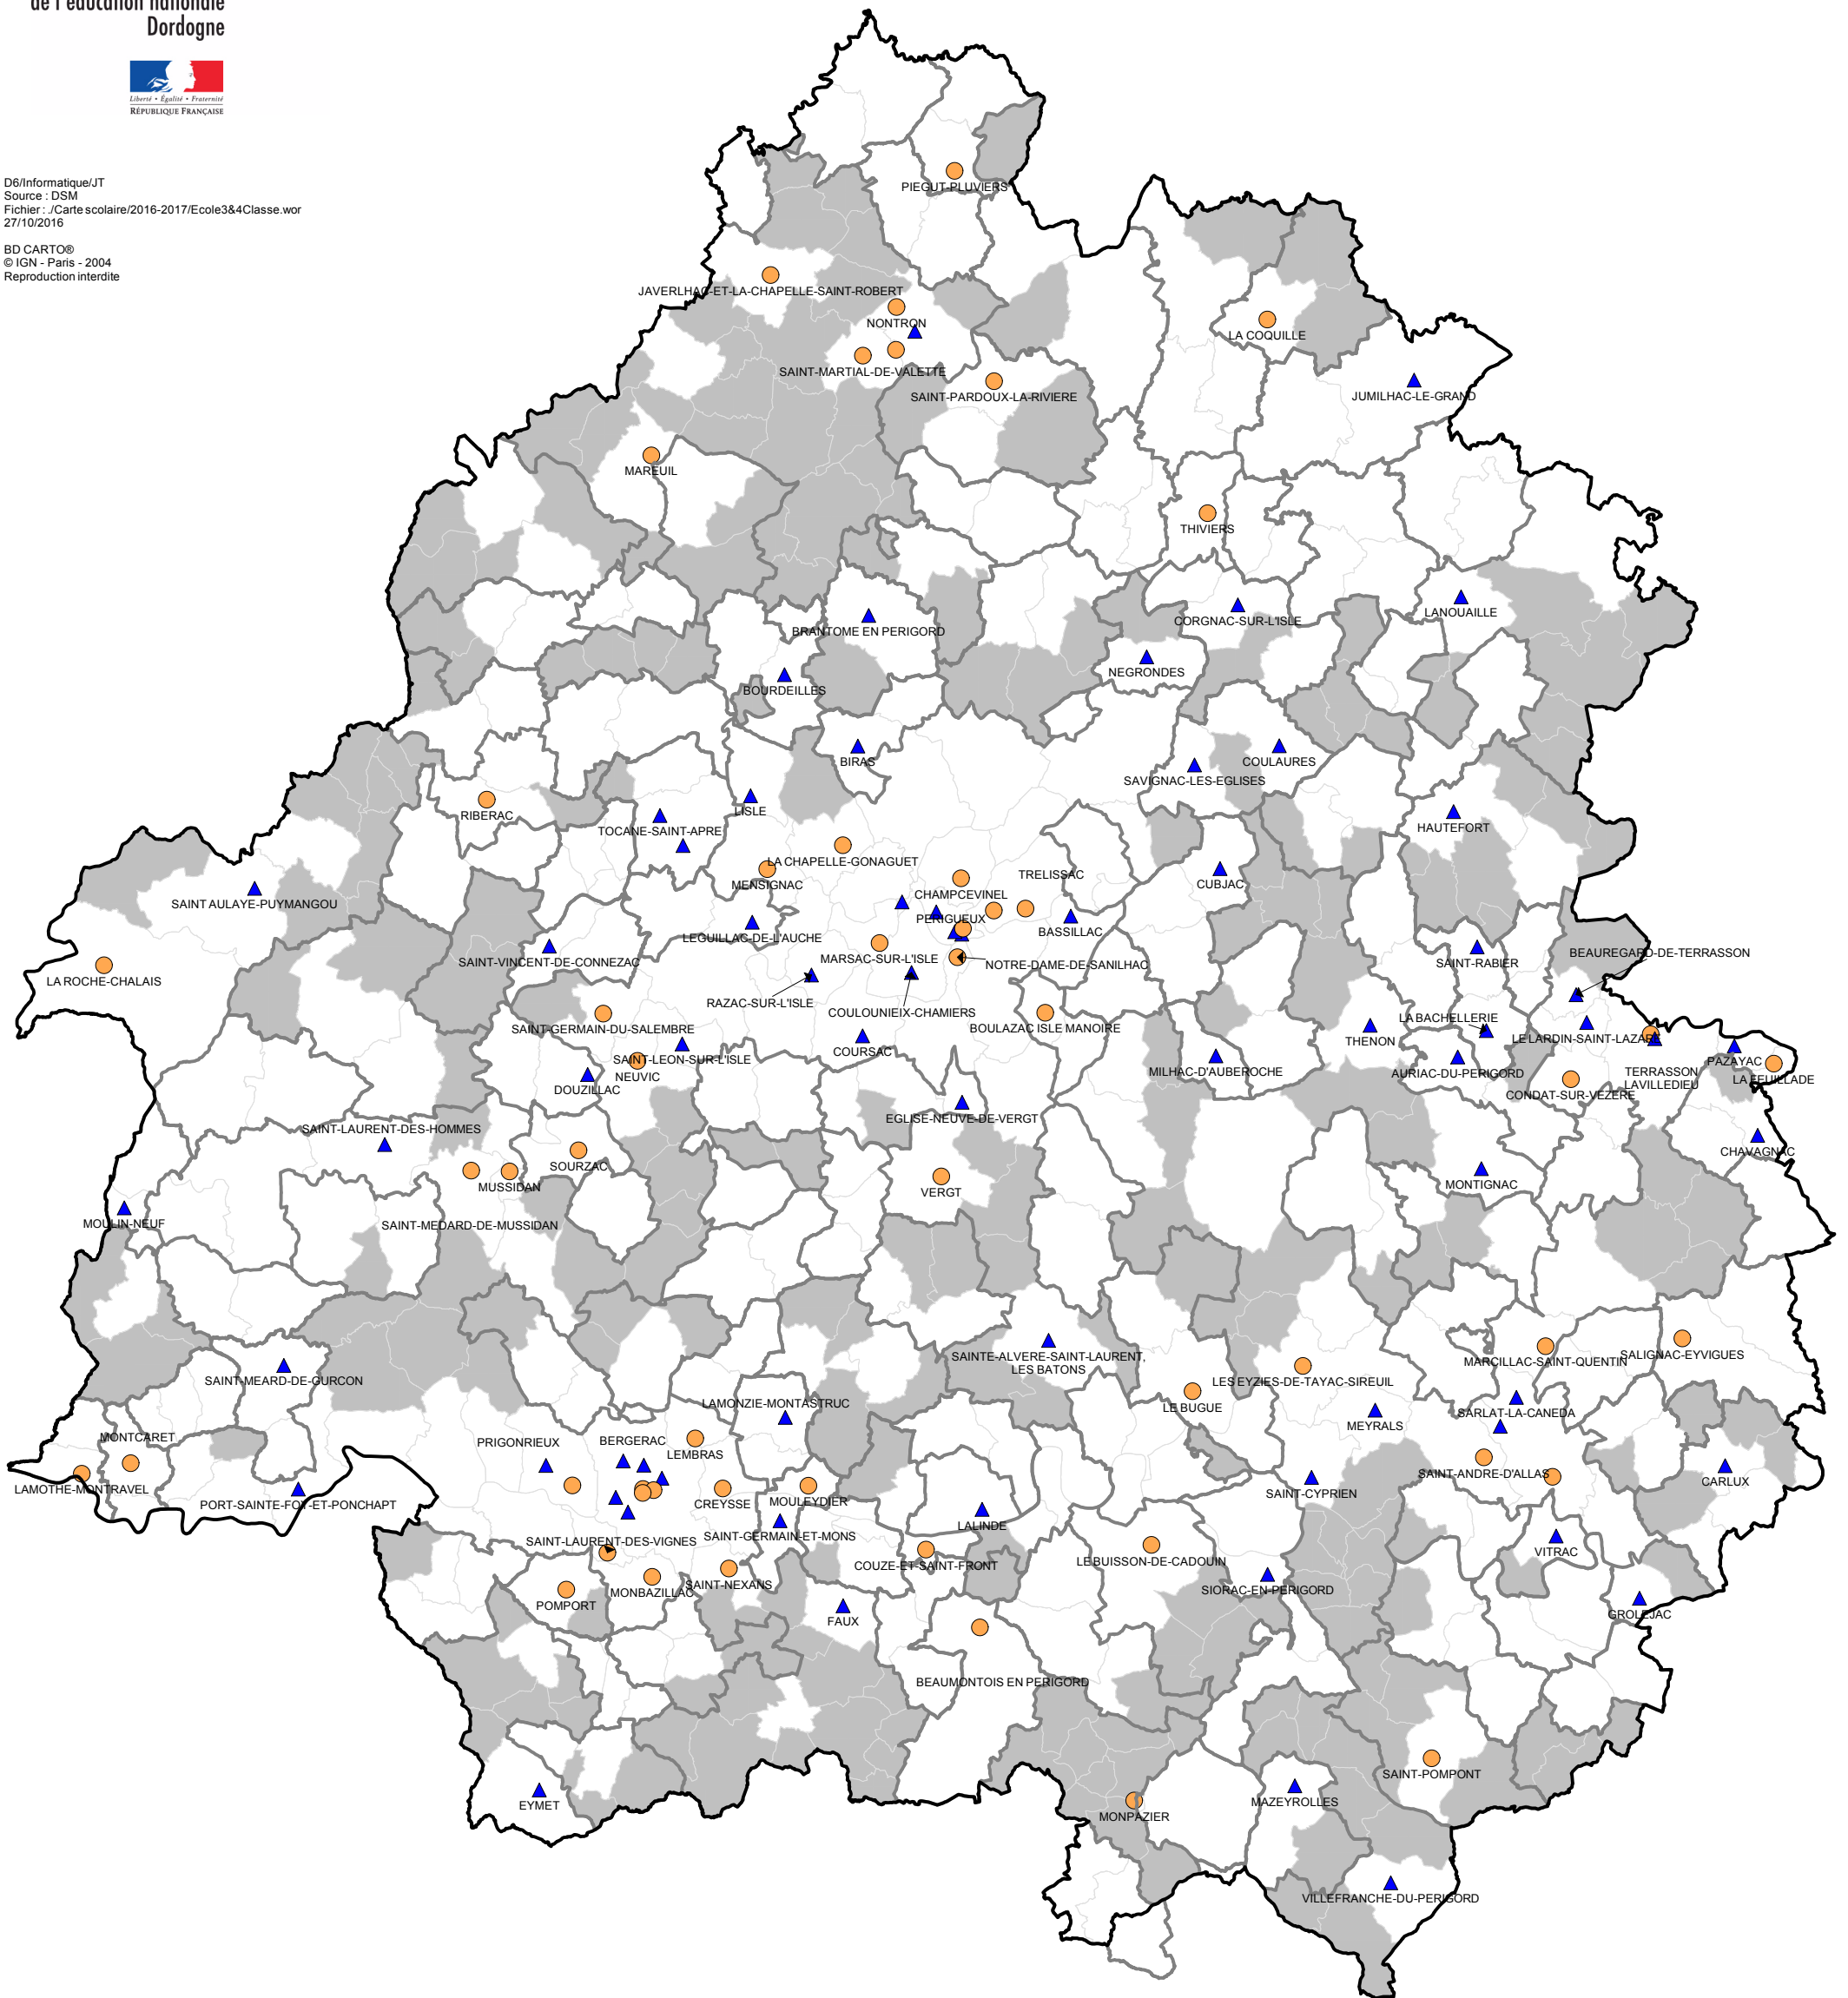 de l'éducation nationale
Dordogne
Liberté • Égalité • Fraternité
RÉPUBLIQUE FRANÇAISE
D6/Informatique/JT
Source : DSM
Fichier : ./Carte scolaire/2016-2017/Ecole3&4Classe.wor
27/10/2016
BD CARTO®
© IGN - Paris - 2004
Reproduction interdite
PIEGUT-PLUVIERS
JAVERLHAC-ET-LA-CHAPELLE-SAINT-ROBERT
NONTRON
LA COQUILLE
SAINT-MARTIAL-DE-VALETTE
SAINT-PARDOUX-LA-RIVIERE
JUMILHAC-LE-GRAND
MAREUIL
THIVIERS
LANOUAILLE
CORGNAC-SUR-L'ISLE
BRANTOME EN PERIGORD
NEGRONDES
BOURDEILLES
BIRAS
COULAURES
SAVIGNAC-LES-EGLISES
LISLE
RIBERAC
TOCANE-SAINT-APRE
HAUTEFORT
LA CHAPELLE-GONAGUET
MENSIGNAC
TRELISSAC
CUBJAC
CHAMPCEVINEL
SAINT AULAYE-PUYMANGOU
PERIGUEUX
BASSILLAC
LEGUILLAC-DE-L'AUCHE
BEAUREGARD-DE-TERRASSON
SAINT-VINCENT-DE-CONNEZAC
MARSAC-SUR-L'ISLE
NOTRE-DAME-DE-SANILHAC
SAINT-RABIER
LA ROCHE-CHALAIS
RAZAC-SUR-L'ISLE
COULOUNIEIX-CHAMIERS
LA BACHELLERIE
SAINT-GERMAIN-DU-SALEMBRE
BOULAZAC ISLE MANOIRE
THENON
LE LARDIN-SAINT-LAZARE
COURSAC
SAINT-LEON-SUR-L'ISLE
NEUVIC
PAZAYAC
MILHAC-D'AUBEROCHE
AURIAC-DU-PERIGORD
TERRASSON
LAVILLEDIEU
LA FEUILLADE
DOUZILLAC
CONDAT-SUR-VEZERE
EGLISE-NEUVE-DE-VERGT
SAINT-LAURENT-DES-HOMMES
CHAVAGNAC
SOURZAC
MUSSIDAN
VERGT
MONTIGNAC
MOULIN-NEUF
SAINT-MEDARD-DE-MUSSIDAN
SAINTE-ALVERE-SAINT-LAURENT,
LES BATONS
MARCILLAC-SAINT-QUENTIN
SALIGNAC-EYVIGUES
SAINT-MEARD-DE-GURCON
LES EYZIES-DE-TAYAC-SIREUIL
LAMONZIE-MONTASTRUC
LE BUGUE
SARLAT-LA-CANEDA
MEYRALS
MONTCARET
PRIGONRIEUX
BERGERAC
LEMBRAS
SAINT-ANDRE-D'ALLAS
CARLUX
LAMOTHE-MONTRAVEL
PORT-SAINTE-FOY-ET-PONCHAPT
CREYSSE
MOULEYDIER
SAINT-CYPRIEN
LALINDE
SAINT-GERMAIN-ET-MONS
SAINT-LAURENT-DES-VIGNES
VITRAC
COUZE-ET-SAINT-FRONT
LE BUISSON-DE-CADOUIN
SAINT-NEXANS
SIORAC-EN-PERIGORD
MONBAZILLAC
POMPORT
GROLEJAC
FAUX
BEAUMONTOIS EN PERIGORD
SAINT-POMPONT
EYMET
MAZEYROLLES
MONPAZIER
VILLEFRANCHE-DU-PERIGORD